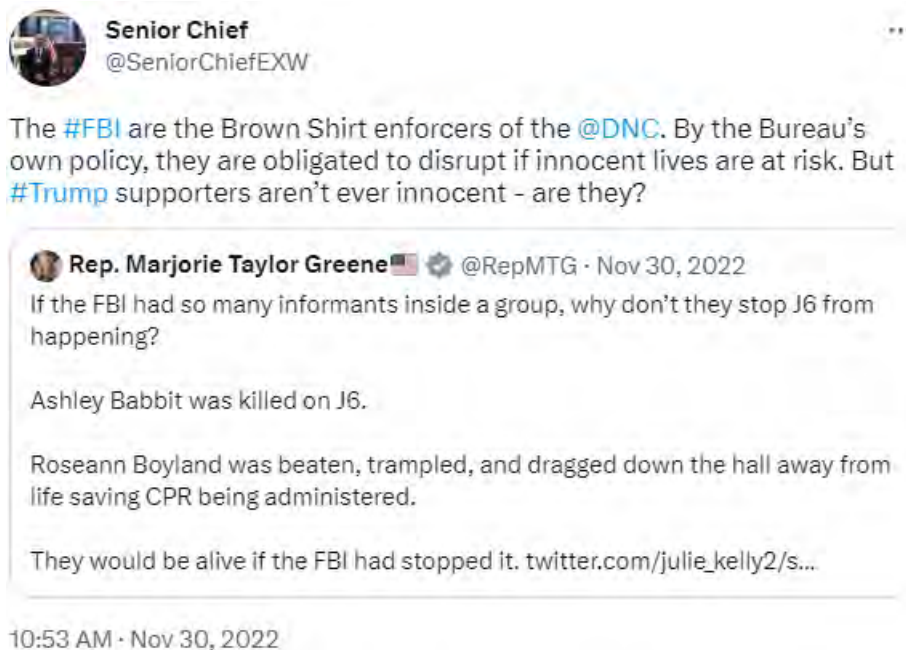 Senior Chief
@SeniorChiefEXW
The #FBI are the Brown Shirt enforcers of the @DNC. By the Bureau's
own policy, they are obligated to disrupt if innocent lives are at risk. But
#Trump supporters aren't ever innocent - are they?
Rep. Marjorie Taylor Greene🇺🇸 @RepMTG · Nov 30, 2022
If the FBI had so many informants inside a group, why don't they stop J6 from
happening?
Ashley Babbit was killed on J6.
Roseann Boyland was beaten, trampled, and dragged down the hall away from
life saving CPR being administered.
They would be alive if the FBI had stopped it. twitter.com/julie_kelly2/s...
10:53 AM · Nov 30, 2022